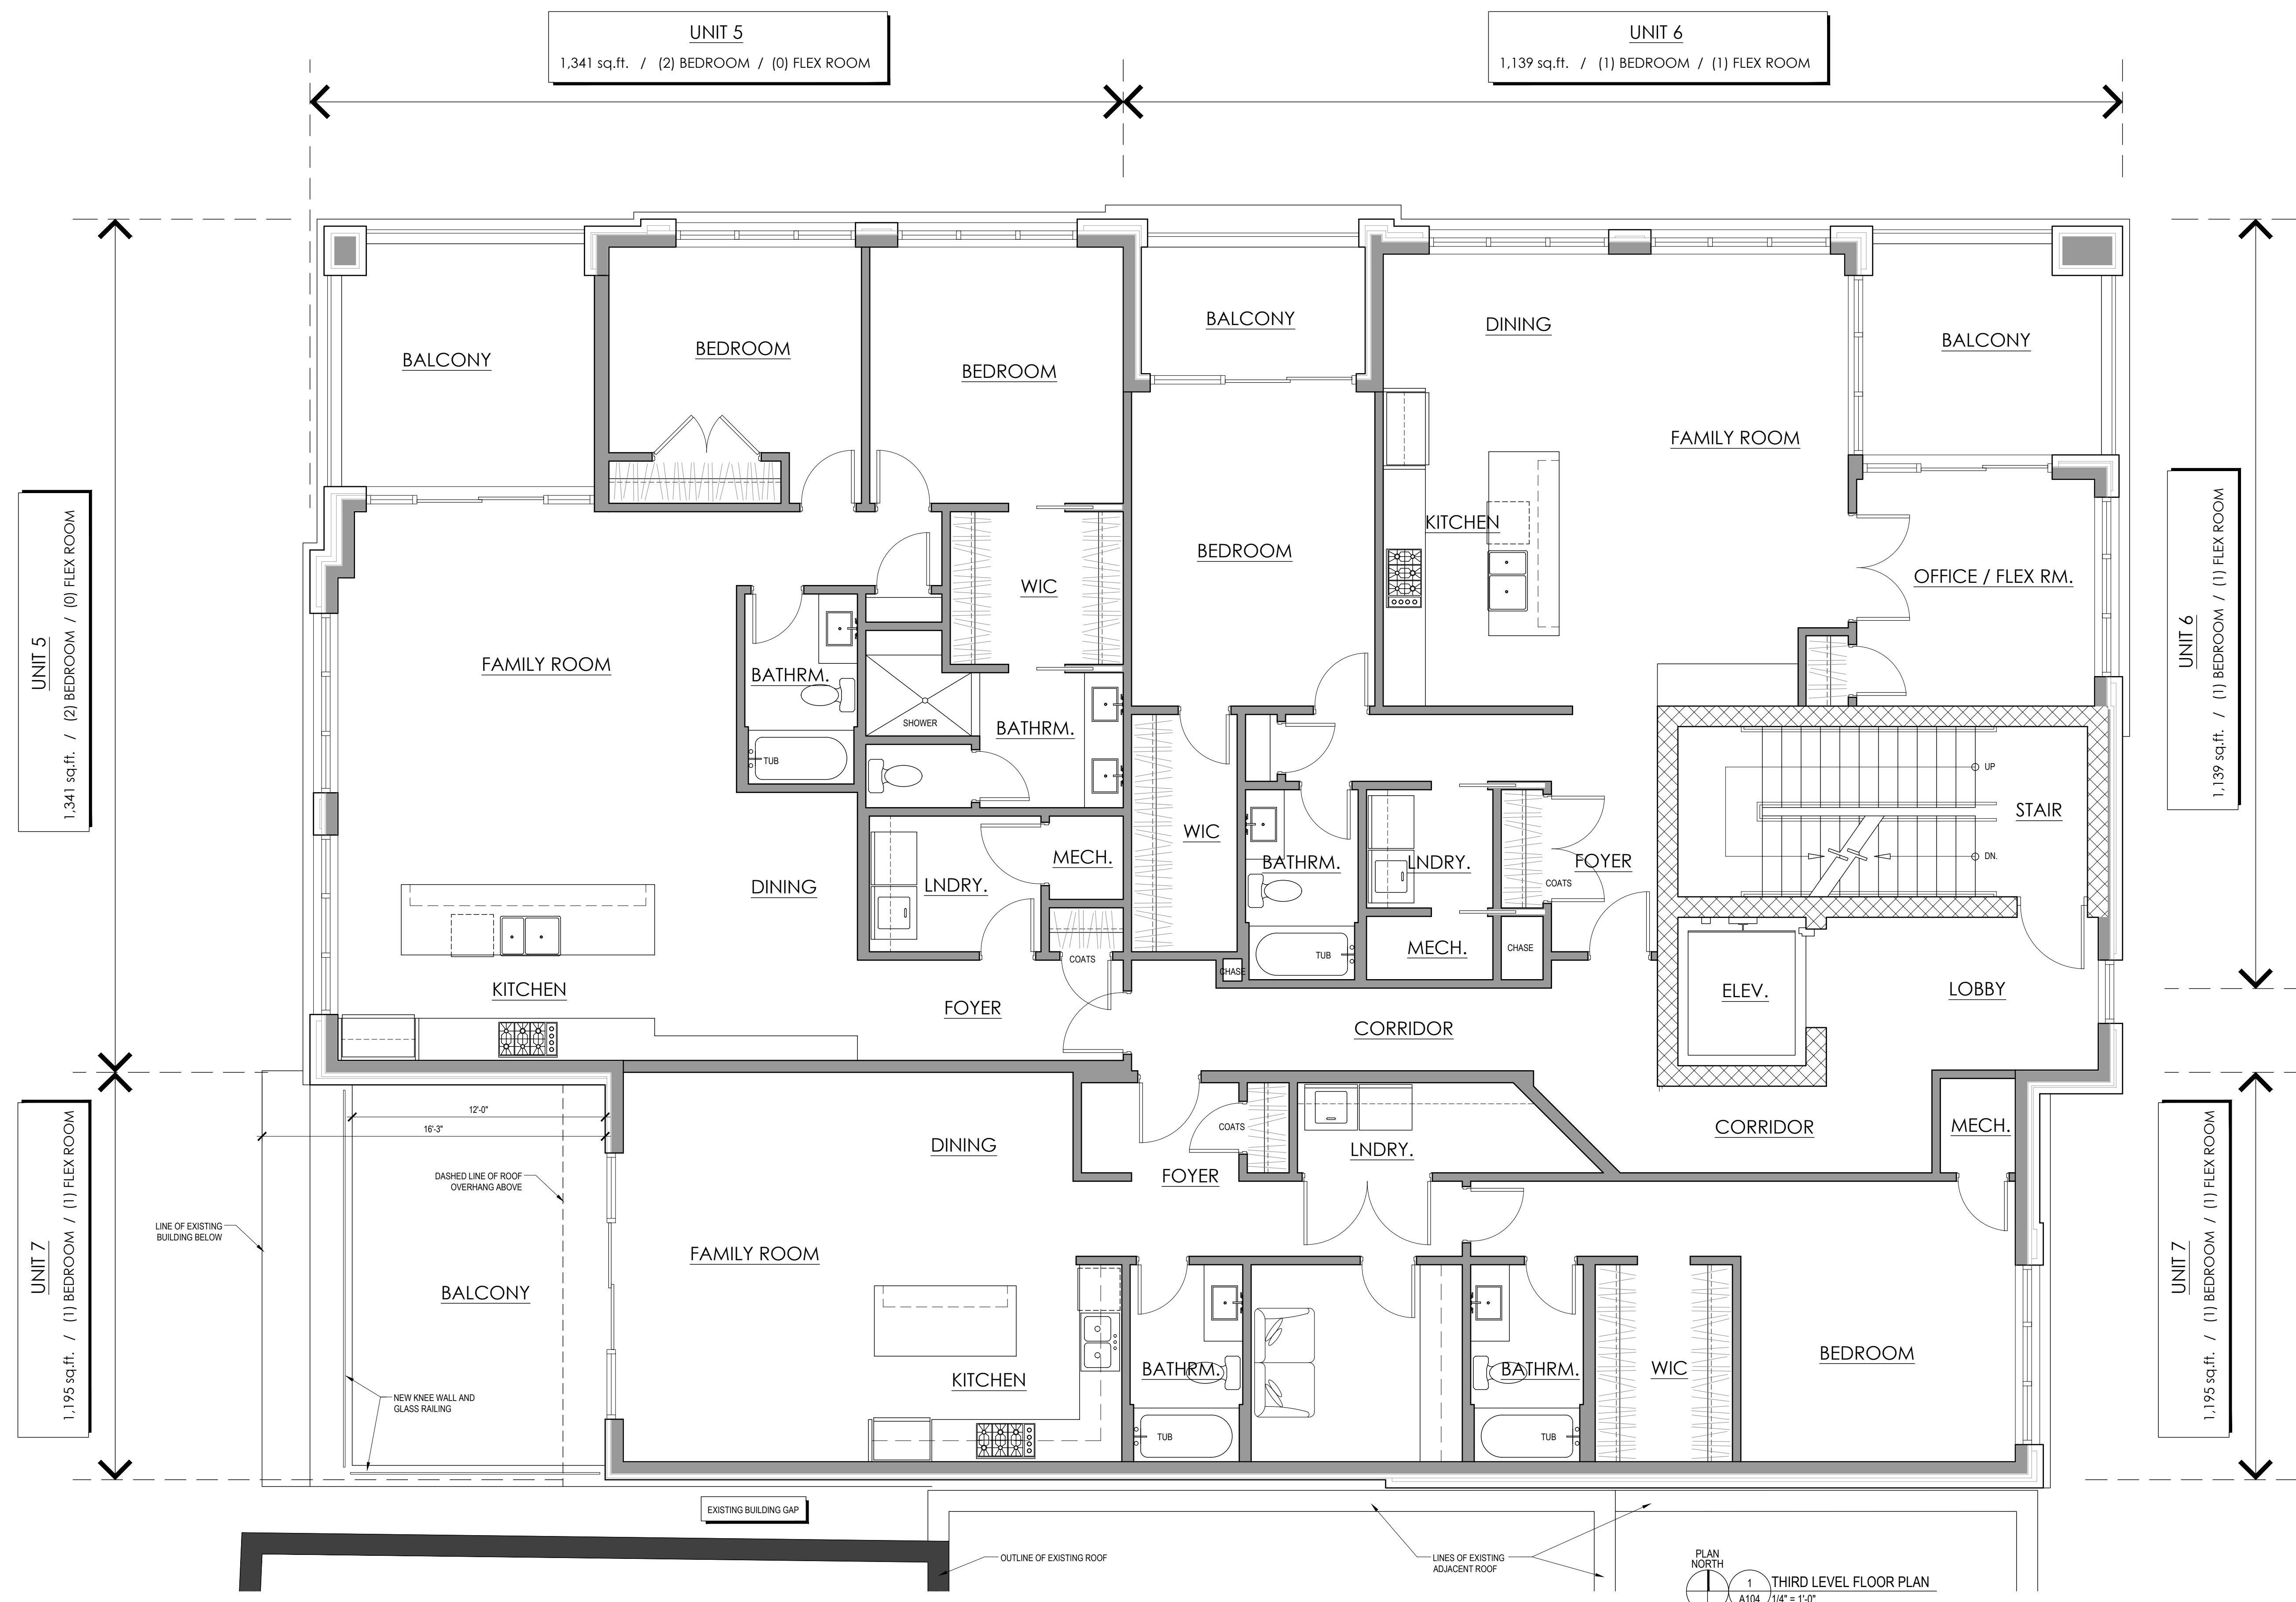 UNIT 5
1,341 sq.ft. / (2) BEDROOM / (0) FLEX ROOM
UNIT 6
1,139 sq.ft. / (1) BEDROOM / (1) FLEX ROOM
UNIT 5
1,341 sq.ft. / (2) BEDROOM / (0) FLEX ROOM
UNIT 6
1,139 sq.ft. / (1) BEDROOM / (1) FLEX ROOM
BALCONY
BEDROOM
BEDROOM
BALCONY
DINING
BALCONY
FAMILY ROOM
KITCHEN
BEDROOM
OFFICE / FLEX RM.
WIC
FAMILY ROOM
BATHRM.
SHOWER
BATHRM.
TUB
UP
STAIR
DN.
WIC
MECH.
BATHRM.
LNDRY.
FOYER
COATS
DINING
LNDRY.
COATS
TUB
MECH.
CHASE
CHASE
KITCHEN
FOYER
ELEV.
LOBBY
CORRIDOR
UNIT 7
1,195 sq.ft. / (1) BEDROOM / (1) FLEX ROOM
UNIT 7
1,195 sq.ft. / (1) BEDROOM / (1) FLEX ROOM
12'-0"
16'-3"
DINING
COATS
LNDRY.
CORRIDOR
MECH.
DASHED LINE OF ROOF
OVERHANG ABOVE
FOYER
LINE OF EXISTING
BUILDING BELOW
FAMILY ROOM
BALCONY
KITCHEN
BATHRM.
BATHRM.
WIC
BEDROOM
NEW KNEE WALL AND
GLASS RAILING
TUB
TUB
EXISTING BUILDING GAP
OUTLINE OF EXISTING ROOF
LINES OF EXISTING
ADJACENT ROOF
PLAN
NORTH
1
A104
THIRD LEVEL FLOOR PLAN
1/4" = 1'-0"